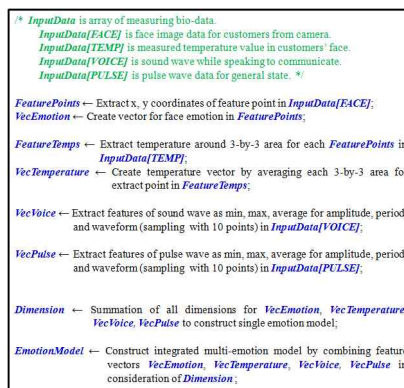 /* InputData is array of measuring bio-data.
InputData[FACE] is face image data for customers from camera.
InputData[TEMP] is measured temperature value in customers' face.
InputData[VOICE] is sound wave while speaking to communicate.
InputData[PULSE] is pulse wave data for general state. */
FeaturePoints ← Extract x, y coordinates of feature point in InputData[FACE];
VecEmotion ← Create vector for face emotion in FeaturePoints;
FeatureTemps ← Extract temperature around 3-by-3 area for each FeaturePoints in
InputData[TEMP];
VecTemperature ← Create temperature vector by averaging each 3-by-3 area fo
extract point in FeatureTemps;
VecVoice ← Extract features of sound wave as min, max, average for amplitude, period
and waveform (sampling with 10 points) in InputData[VOICE];
VecPulse ← Extract features of pulse wave as min, max, average for amplitude, period
and waveform (sampling with 10 points) in InputData[PULSE];
Dimension ← Summation of all dimensions for VecEmotion, VecTemperature
VecVoice, VecPulse to construct single emotion model;
EmotionModel ← Construct integrated multi-emotion model by combining featur
vectors VecEmotion, VecTemperature, VecVoice, VecPulse in
consideration of Dimension;